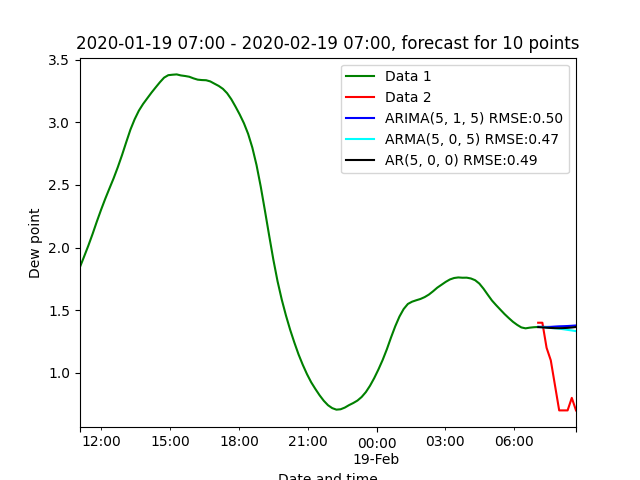 2020-01-19 07:00 - 2020-02-19 07:00, forecast for 10 points
Data 1
Data 2
ARIMA(5, 1, 5) RMSE:0.50
ARMA(5, 0, 5) RMSE:0.47
AR(5, 0, 0) RMSE:0.49
Dew point
3.5
3.0
2.5
2.0
1.5
1.0
12:00 15:00 18:00 21:00 00:00 03:00 06:00
19-Feb
Date and time